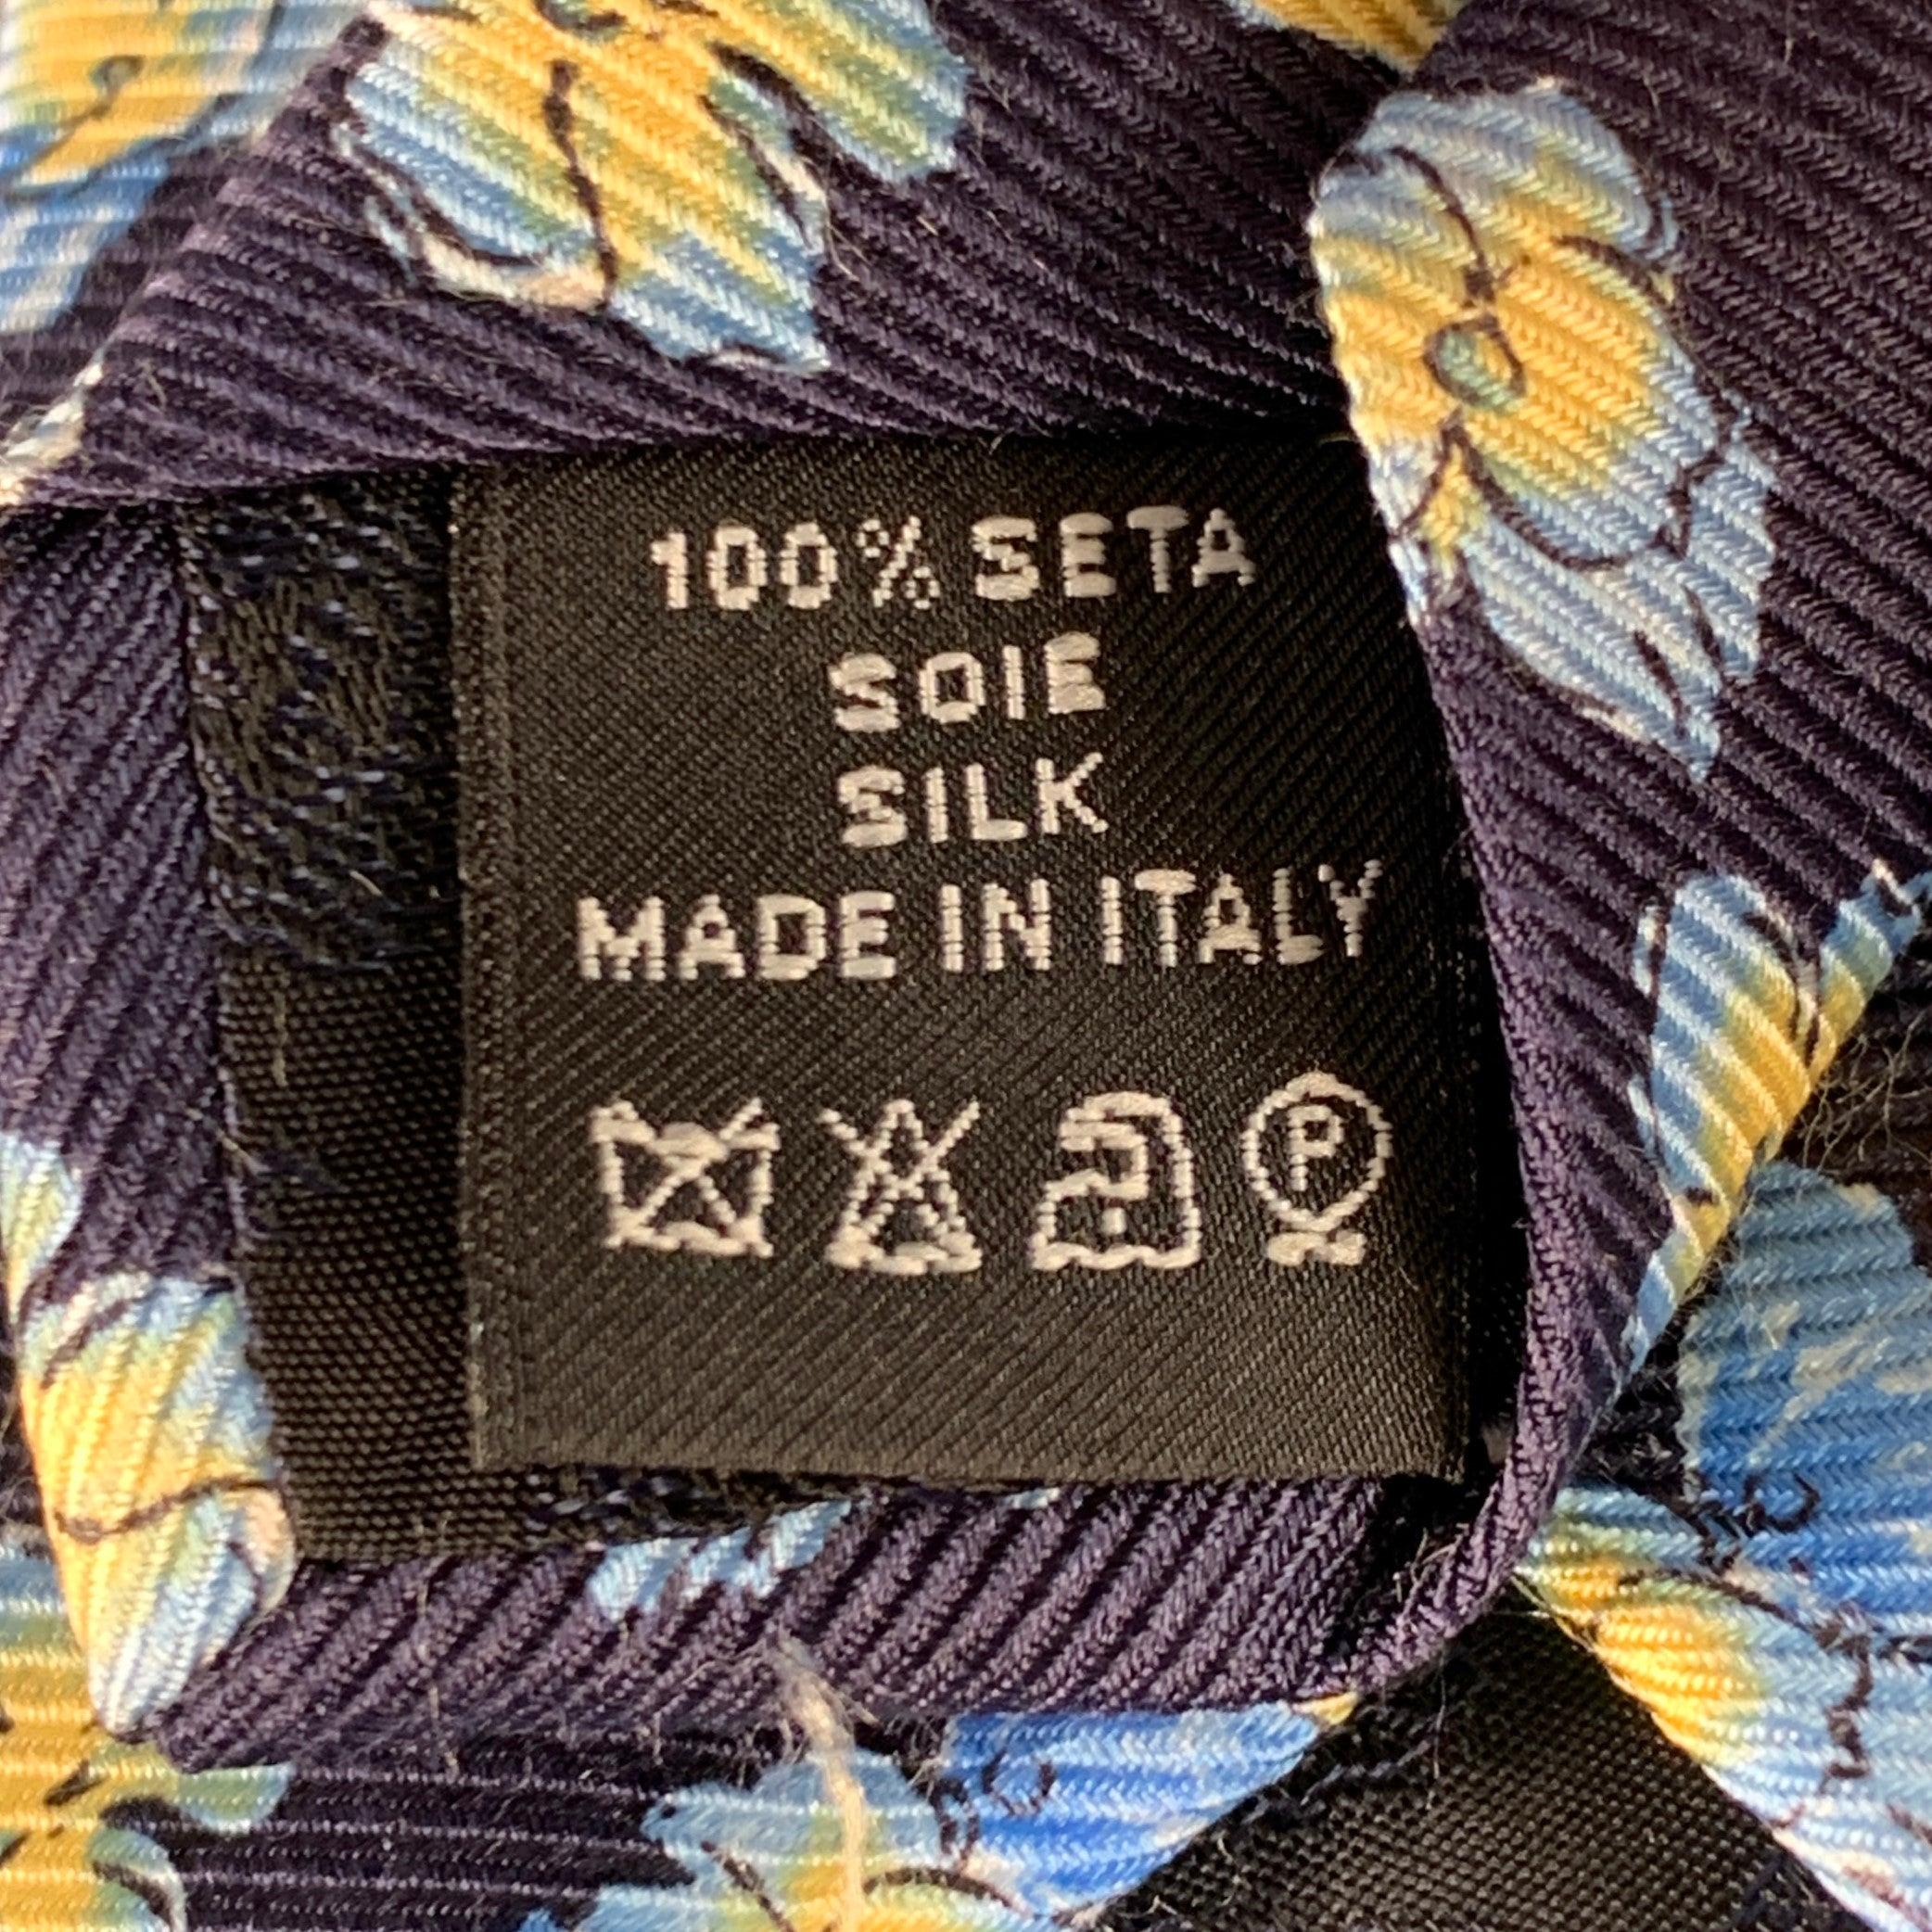 100% SETA
SOIE
SILK
MADE IN ITALY
P